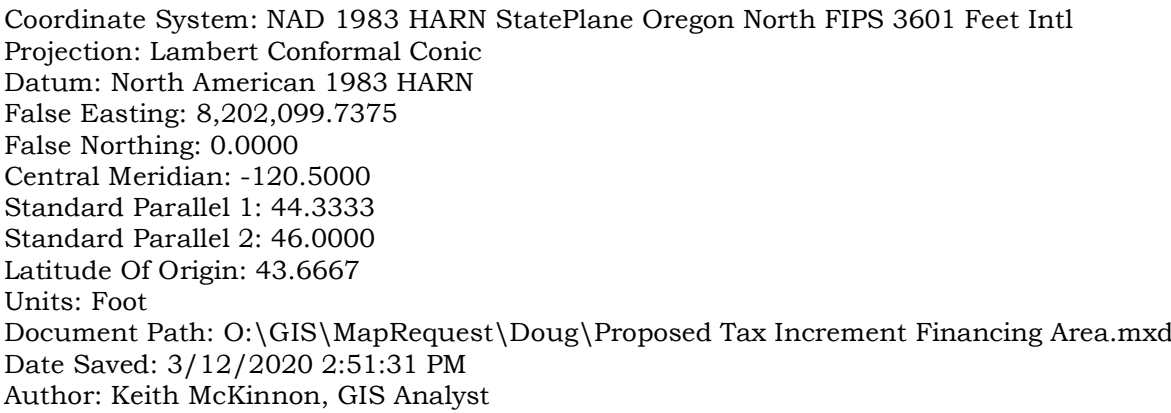 Coordinate System: NAD 1983 HARN StatePlane Oregon North FIPS 3601 Feet Intl
Projection: Lambert Conformal Conic
Datum: North American 1983 HARN
False Easting: 8,202,099.7375
False Northing: 0.0000
Central Meridian: -120.5000
Standard Parallel 1: 44.3333
Standard Parallel 2: 46.0000
Latitude Of Origin: 43.6667
Units: Foot
Document Path: O:\GIS\MapRequest\Doug\Proposed Tax Increment Financing Area.mxd
Date Saved: 3/12/2020 2:51:31 PM
Author: Keith McKinnon, GIS Analyst